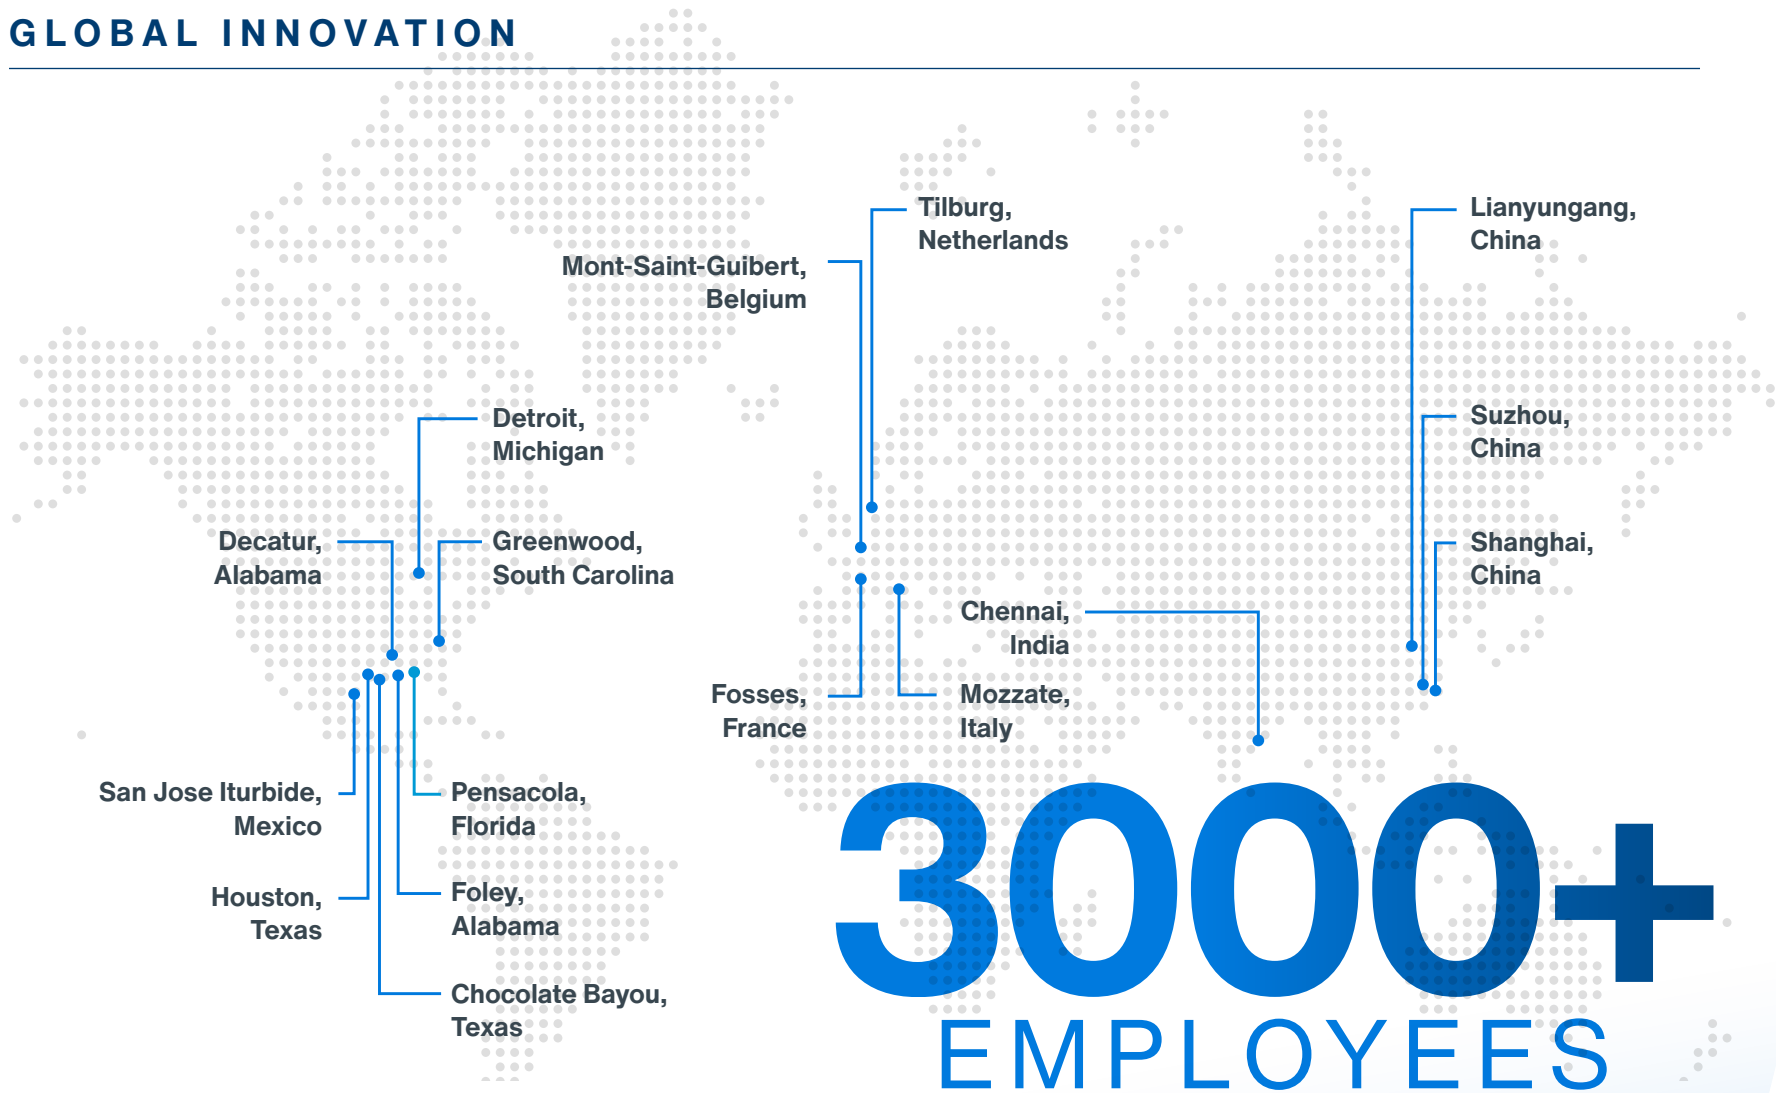 GLOBAL INNOVATION
Tilburg,
Netherlands
Lianyungang,
China
Mont-Saint-Guibert,
Belgium
Detroit,
Michigan
Suzhou,
China
Decatur,
Alabama
Greenwood,
South Carolina
Shanghai,
China
Chennai,
India
Fosses,
France
Mozzate,
Italy
San Jose Iturbide,
Mexico
Pensacola,
Florida
Houston,
Texas
Foley,
Alabama
Chocolate Bayou,
Texas
3000+
EMPLOYEES